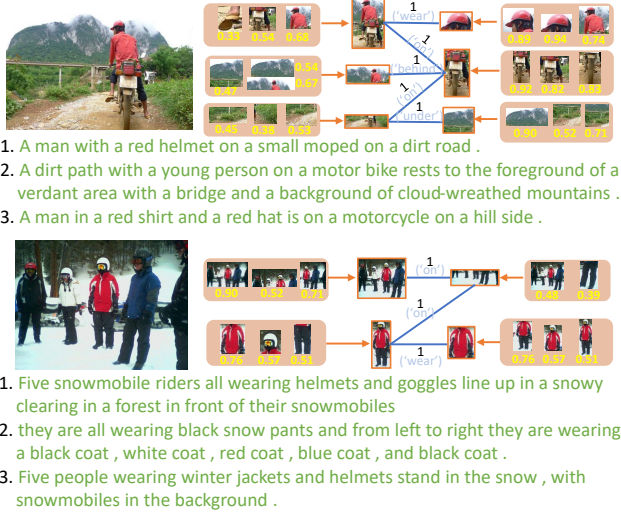 1
('wear')
0.33 0.54 0.68
0.89 0.94 0.74
1
('on')
1
('behind')
0.54
0.47
0.67
0.92 0.82 0.83
1
('on')
1
('under')
0.45 0.38 0.53
0.90 0.52 0.71
1. A man with a red helmet on a small moped on a dirt road .
2. A dirt path with a young person on a motor bike rests to the foreground of a
verdant area with a bridge and a background of cloud-wreathed mountains .
3. A man in a red shirt and a red hat is on a motorcycle on a hill side .
1
('on')
0.90 0.52 0.71
0.48 0.39
1
('on')
1
('wear')
0.76 0.57 0.51
0.76 0.57 0.51
1. Five snowmobile riders all wearing helmets and goggles line up in a snowy
clearing in a forest in front of their snowmobiles
2. they are all wearing black snow pants and from left to right they are wearing
a black coat , white coat , red coat , blue coat , and black coat .
3. Five people wearing winter jackets and helmets stand in the snow , with
snowmobiles in the background .